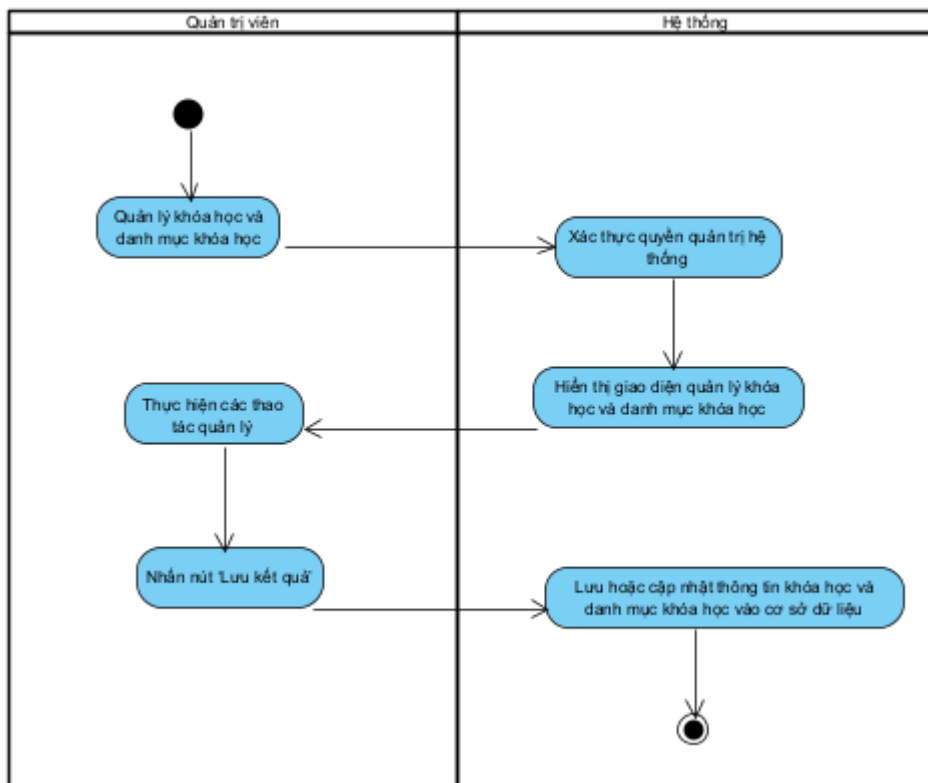 Quản trị viên
Hệ thống
Quản lý khóa học và
danh mục khóa học
Xác thực quyền quản trị hệ
thống
Hiển thị giao diện quản lý khóa
học và danh mục khóa học
Thực hiện các thao
tác quản lý
Nhấn nút 'Lưu kết quả'
Lưu hoặc cập nhật thông tin khóa học và
danh mục khóa học vào cơ sở dữ liệu